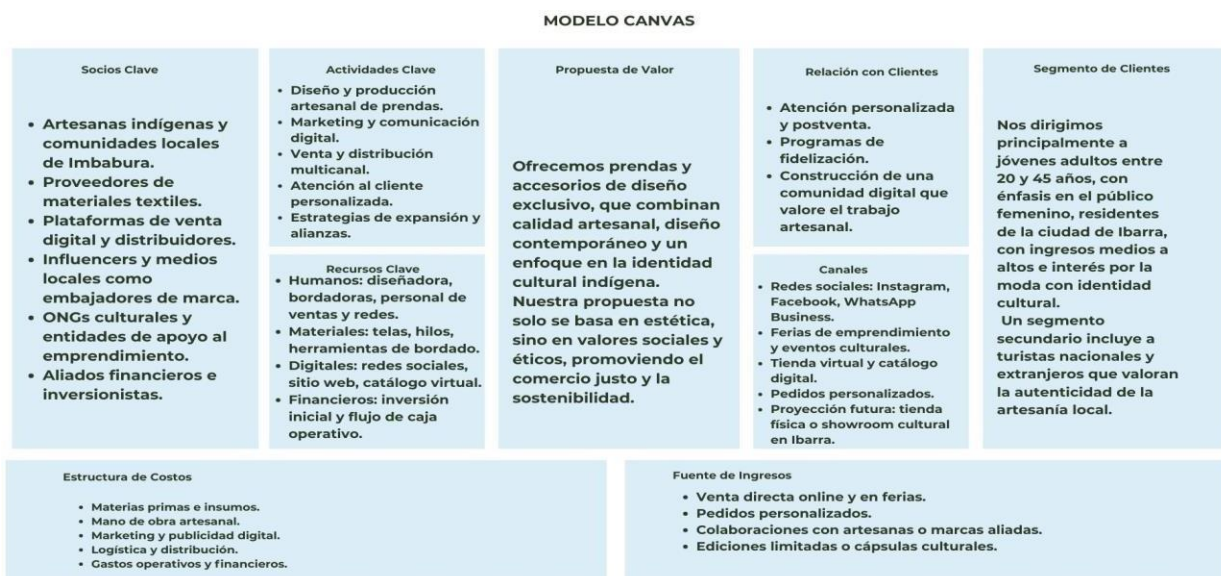 MODELO CANVAS
Socios Clave
• Artesanas indígenas y
comunidades locales
de Imbabura.
• Proveedores de
materiales textiles.
• Plataformas de venta
digital y distribuidores.
• Influencers y medios
locales como
embajadores de marca.
• ONGs culturales y
entidades de apoyo al
emprendimiento.
• Aliados financieros e
inversionistas.
Actividades Clave
• Diseño y producción
artesanal de prendas.
• Marketing y comunicación
digital.
• Venta y distribución
multicanal.
• Atención al cliente
personalizada.
• Estrategias de expansión y
alianzas.
Recursos Clave
• Humanos: diseñadora,
bordadoras, personal de
ventas y redes.
• Materiales: telas, hilos,
herramientas de bordado.
• Digitales: redes sociales,
sitio web, catálogo virtual.
• Financieros: inversión
inicial y flujo de caja
operativo.
Propuesta de Valor
Ofrecemos prendas y
accesorios de diseño
exclusivo, que combinan
calidad artesanal, diseño
contemporáneo y un
enfoque en la identidad
cultural indígena.
Nuestra propuesta no
solo se basa en estética,
sino en valores sociales y
éticos, promoviendo el
comercio justo y la
sostenibilidad.
Relación con Clientes
• Atención personalizada
y postventa.
• Programas de
fidelización.
• Construcción de una
comunidad digital que
valore el trabajo
artesanal.
Canales
• Redes sociales: Instagram,
Facebook, WhatsApp
Business.
• Ferias de emprendimiento
y eventos culturales.
• Tienda virtual y catálogo
digital.
• Pedidos personalizados.
• Proyección futura: tienda
física o showroom cultural
en Ibarra.
Segmento de Clientes
Nos dirigimos
principalmente a
jóvenes adultos entre
20 y 45 años, con
énfasis en el público
femenino, residentes
de la ciudad de Ibarra,
con ingresos medios a
altos e interés por la
moda con identidad
cultural.
Un segmento
secundario incluye a
turistas nacionales y
extranjeros que valoran
la autenticidad de la
artesanía local.
Estructura de Costos
• Materias primas e insumos.
• Mano de obra artesanal.
• Marketing y publicidad digital.
• Logística y distribución.
• Gastos operativos y financieros.
Fuente de Ingresos
• Venta directa online y en ferias.
• Pedidos personalizados.
• Colaboraciones con artesanas o marcas aliadas.
• Ediciones limitadas o cápsulas culturales.